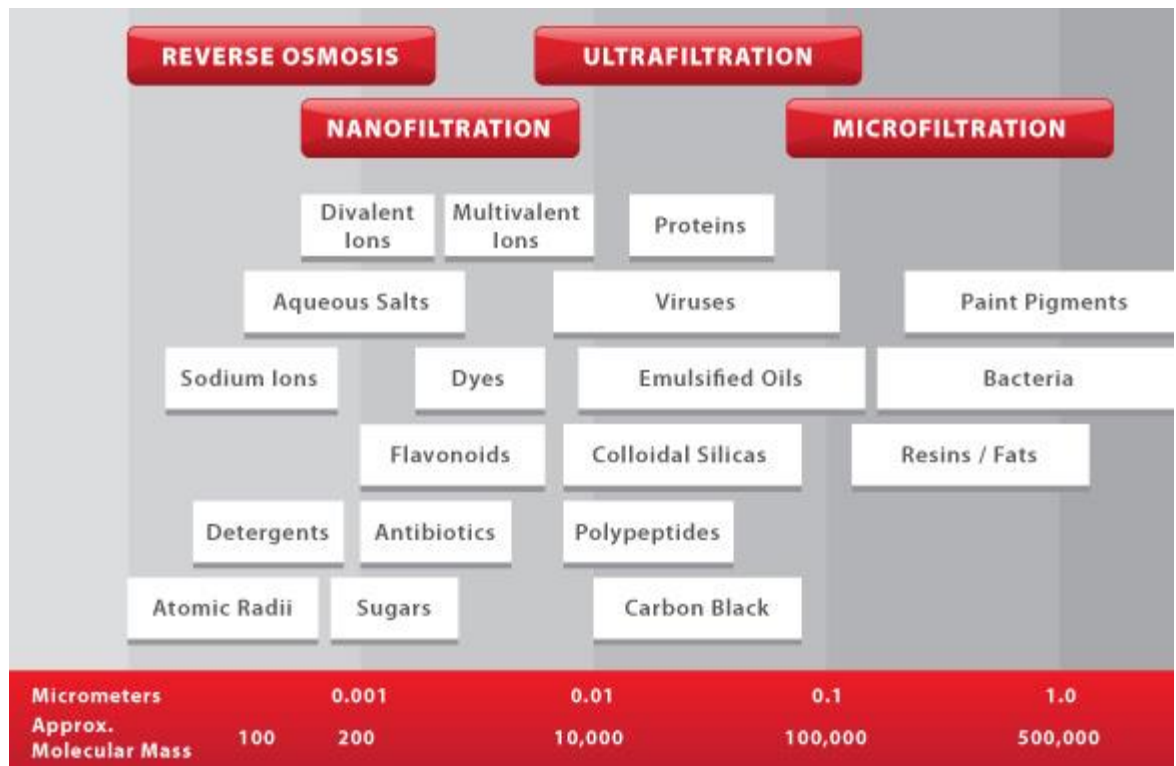 REVERSE OSMOSIS
ULTRAFILTRATION
NANOFILTRATION
MICROFILTRATION
Divalent
Ions
Multivalent
Ions
Proteins
Aqueous Salts
Viruses
Paint Pigments
Sodium Ions
Dyes
Emulsified Oils
Bacteria
Flavonoids
Colloidal Silicas
Resins / Fats
Detergents
Antibiotics
Polypeptides
Atomic Radii
Sugars
Carbon Black
Micrometers 0.001 0.01 0.1 1.0
Approx.
Molecular Mass 100 200 10,000 100,000 500,000